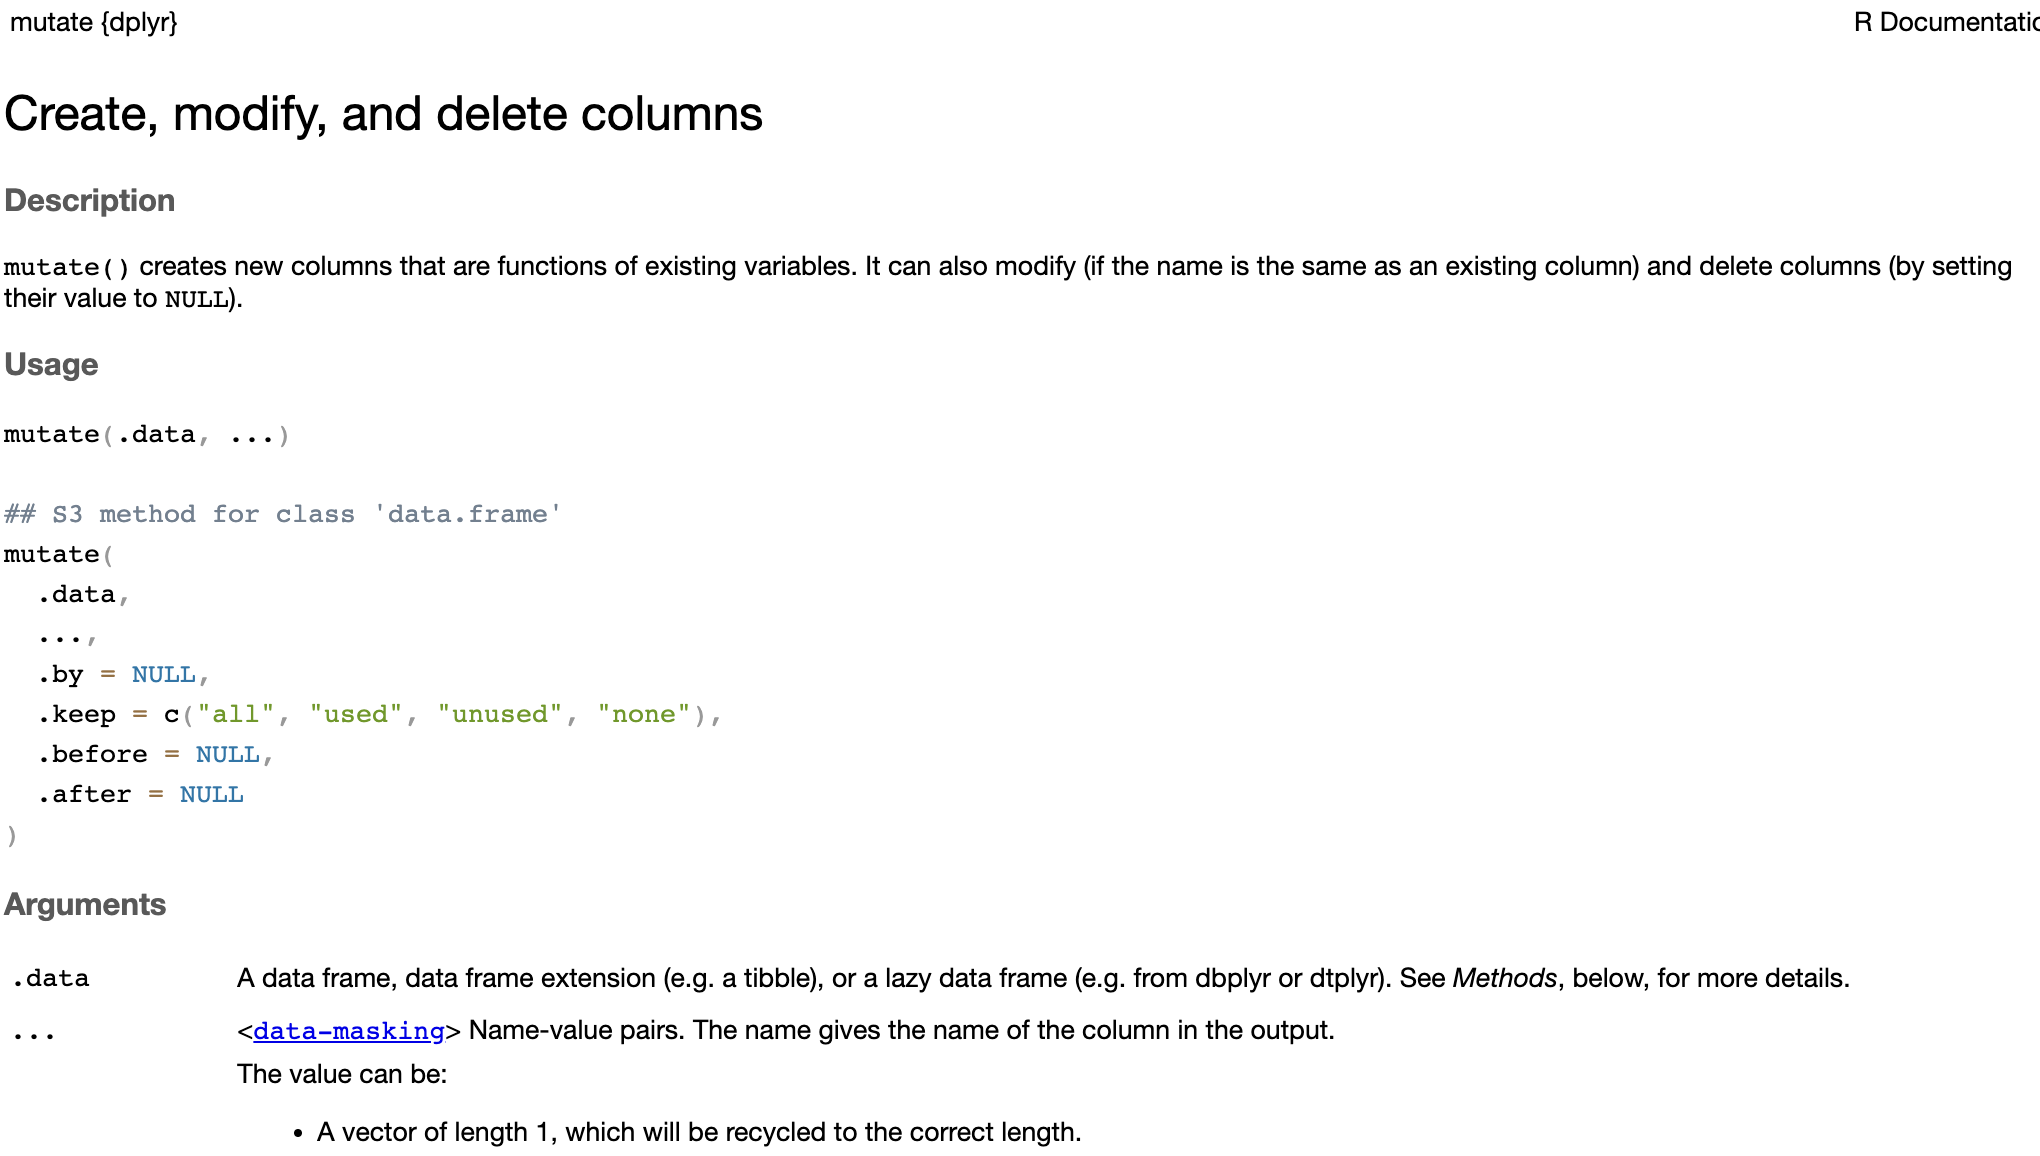 mutate {dplyr}
R Documentatio
Create, modify, and delete columns
Description
mutate() creates new columns that are functions of existing variables. It can also modify (if the name is the same as an existing column) and delete columns (by setting
their value to NULL).
Usage
mutate(.data, ...)
## S3 method for class 'data.frame'
mutate(
  .data,
  ...,
  .by = NULL,
  .keep = c("all", "used", "unused", "none"),
  .before = NULL,
  .after = NULL
)
Arguments
.data A data frame, data frame extension (e.g. a tibble), or a lazy data frame (e.g. from dbplyr or dtplyr). See Methods, below, for more details.
... <data-masking> Name-value pairs. The name gives the name of the column in the output.
The value can be:
• A vector of length 1, which will be recycled to the correct length.